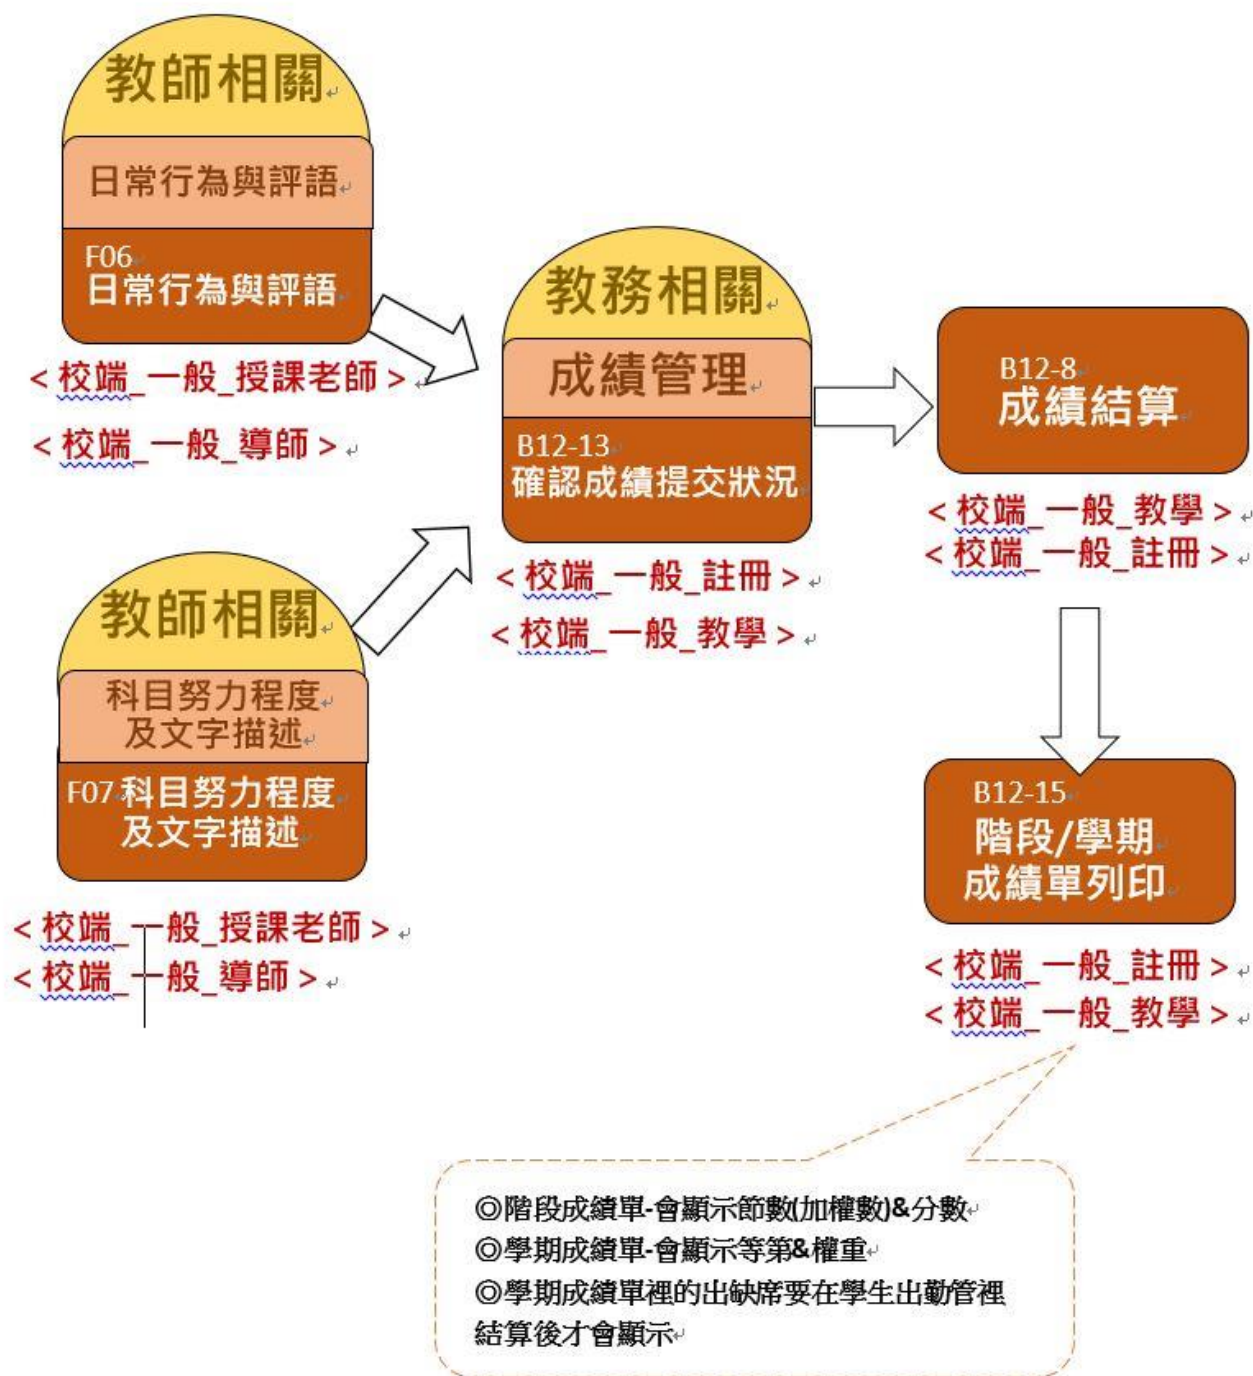 教師相關
日常行為與評語
F06
日常行為與評語
<校端_一般_授課老師>
<校端_一般_導師>
教師相關
科目努力程度
及文字描述
F07 科目努力程度
及文字描述
<校端_一般_授課老師>
<校端_一般_導師>
教務相關
成績管理
B12-13
確認成績提交狀況
<校端_一般_註冊>
<校端_一般_教學>
B12-8
成績結算
<校端_一般_教學>
<校端_一般_註冊>
B12-15
階段/學期
成績單列印
<校端_一般_註冊>
<校端_一般_教學>
◎階段成績單-會顯示節數(加權數)&分數
◎學期成績單-會顯示等第&權重
◎學期成績單裡的出缺席要在學生出勤管裡
結算後才會顯示